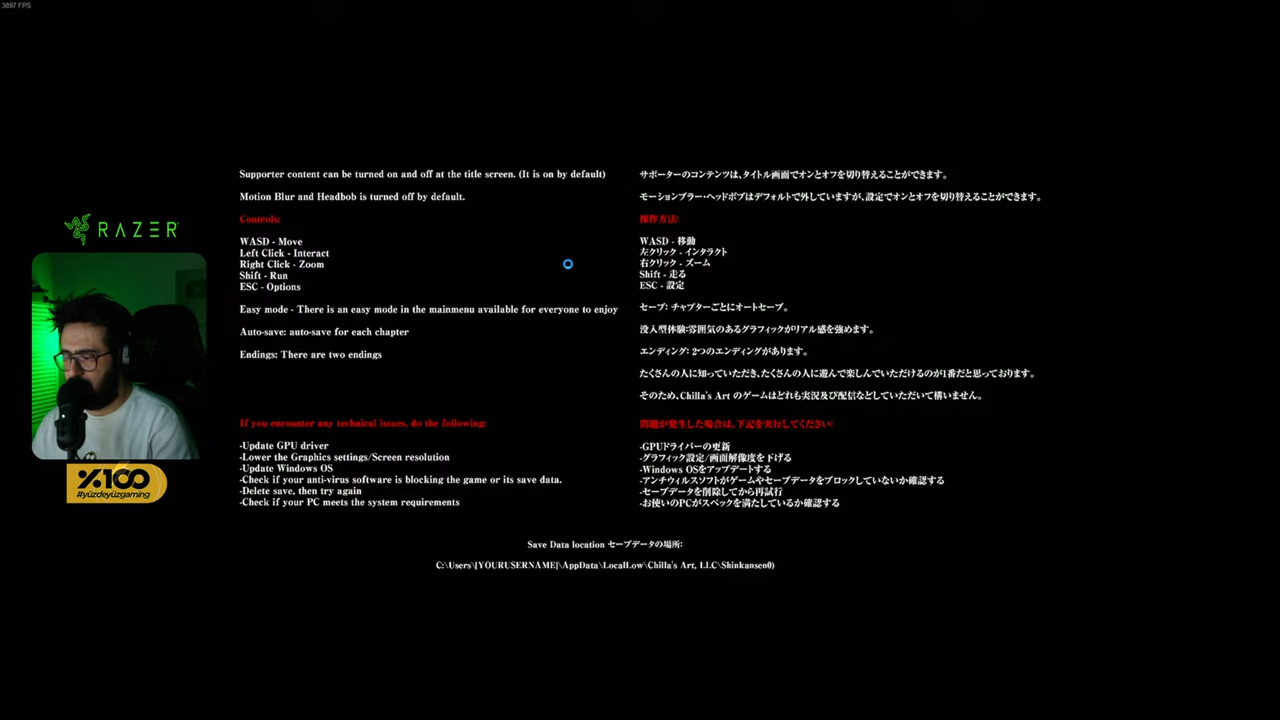 3897 FPS
Supporter content can be turned on and off at the title screen. (It is on by default)
Motion Blur and Headbob is turned off by default.
Controls:
WASD - Move
Left Click - Interact
Right Click - Zoom
Shift - Run
ESC - Options
Easy mode - There is an easy mode in the mainmenu available for everyone to enjoy
Auto-save: auto-save for each chapter
Endings: There are two endings
If you encounter any technical issues, do the following:
-Update GPU driver
-Lower the Graphics settings/Screen resolution
-Update Windows OS
-Check if your anti-virus software is blocking the game or its save data.
-Delete save, then try again
-Check if your PC meets the system requirements
サポーターのコンテンツは、タイトル画面でオンとオフを切り替えることができます。
モーションブラー・ヘッドボブはデフォルトで外していますが、設定でオンとオフを切り替えることができます。
操作方法:
WASD - 移動
左クリック - インタラクト
右クリック - ズーム
Shift - 走る
ESC - 設定
セーブ: チャプターごとにオートセーブ。
没入型体験:雰囲気のあるグラフィックがリアル感を強めます。
エンディング: 2つのエンディングがあります。
たくさんの人に知っていただき、たくさんの人に遊んで楽しんでいただけるのが1番だと思っております。
そのため、Chilla's Art のゲームはどれも実況及び配信などしていただいて構いません。
問題が発生した場合は、下記を実行してください:
-GPUドライバーの更新
-グラフィック設定/画面解像度を下げる
-Windows OSをアップデートする
-アンチウィルスソフトがゲームやセーブデータをブロックしていないか確認する
-セーブデータを削除してから再試行
-お使いのPCがスペックを満たしているか確認する
Save Data location セーブデータの場所:
C:\Users\[YOURUSERNAME]\AppData\LocalLow\Chilla's Art, LLC\Shinkansen0)
RAZER
%100
#yüzdeyüzgaming